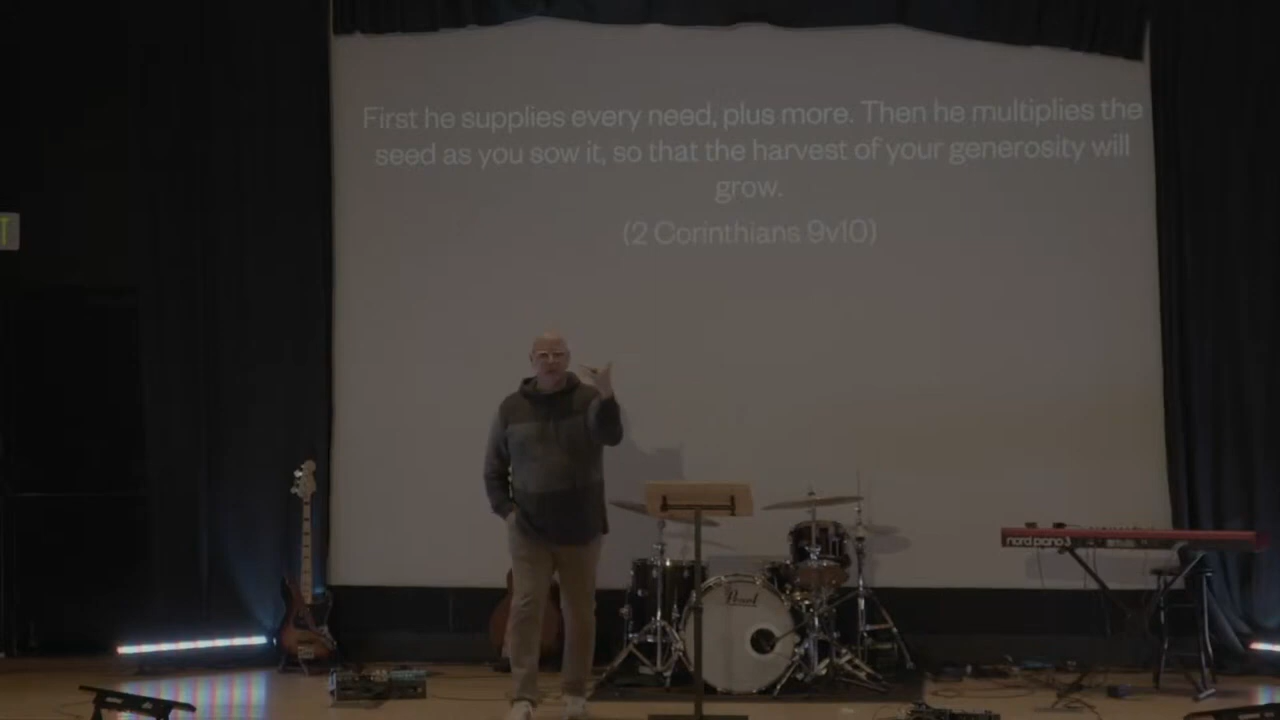 First he supplies every need, plus more. Then he multiplies the
seed as you sow it, so that the harvest of your generosity will
grow.
(2 Corinthians 9v10)
T
nord piano 3
Pearl